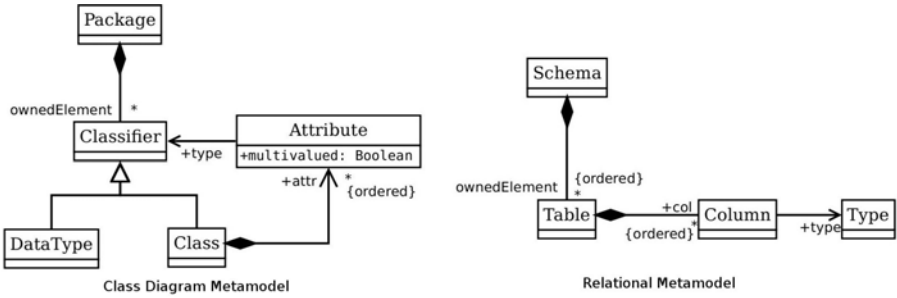 Package
ownedElement
*
Classifier
+type
Attribute
+multivalued: Boolean
+attr
*
{ordered}
DataType
Class
Class Diagram Metamodel
Schema
ownedElement
{ordered}
*
Table
+col
*
{ordered}
Column
+type
Type
Relational Metamodel